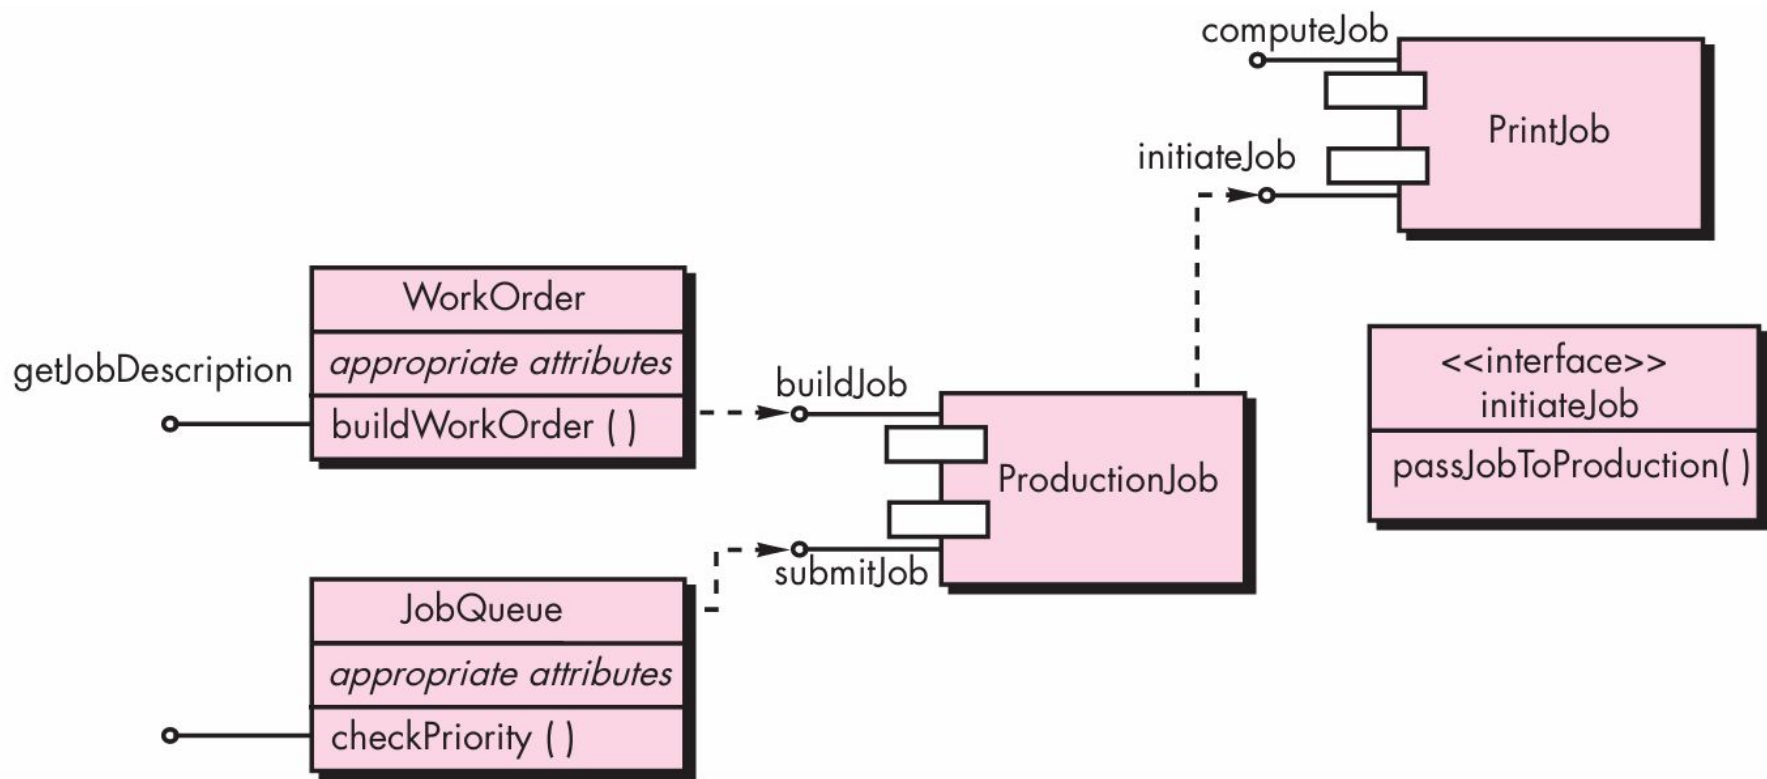 computeJob
PrintJob
initiateJob
WorkOrder
appropriate attributes
getJobDescription
buildWorkOrder ( )
buildJob
ProductionJob
submitJob
<<interface>>
initiateJob
passJobToProduction( )
JobQueue
appropriate attributes
checkPriority ( )